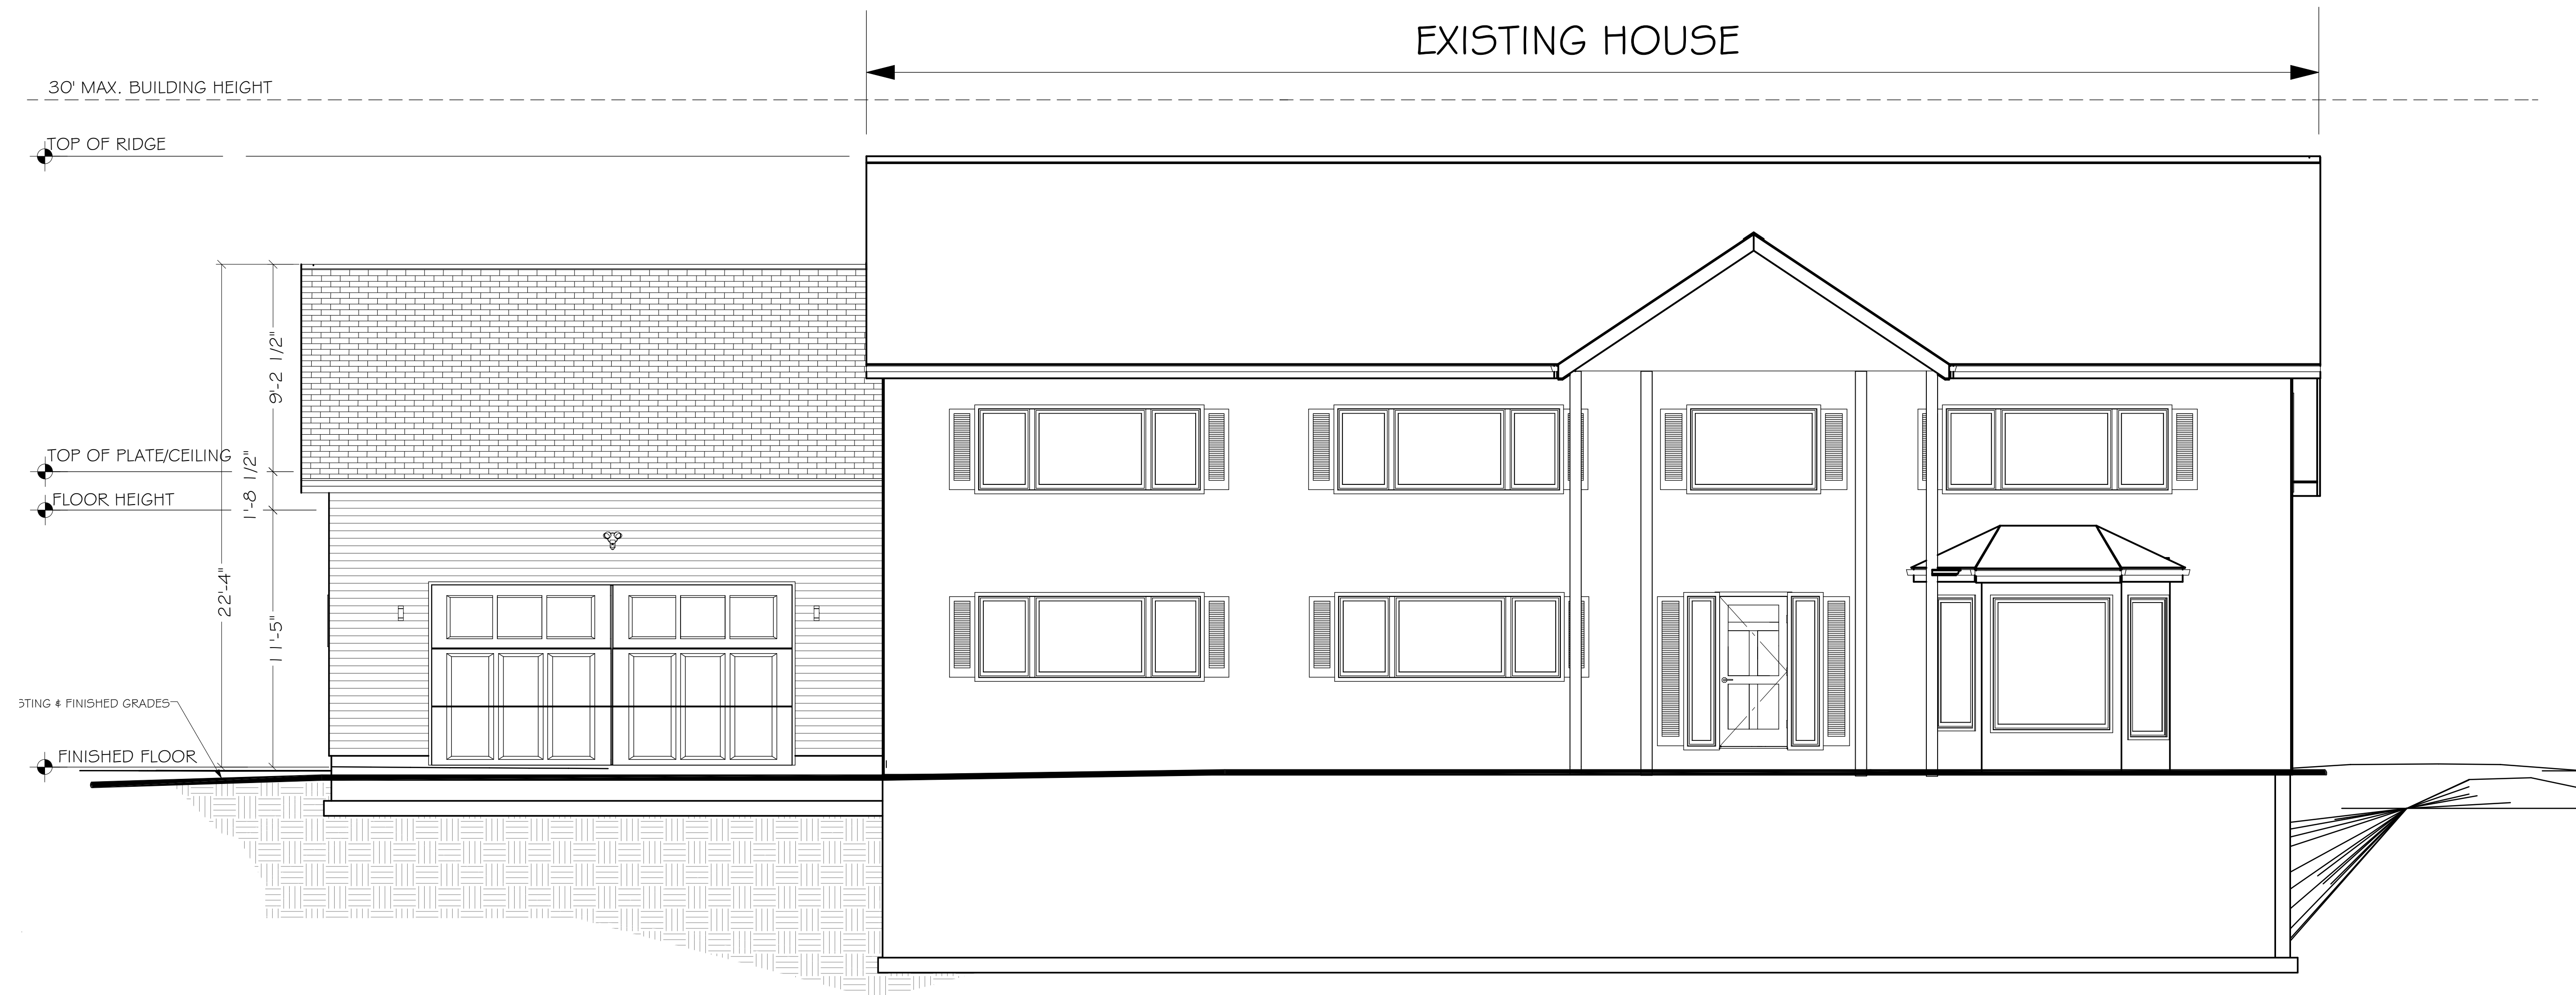 EXISTING HOUSE
30' MAX. BUILDING HEIGHT
TOP OF RIDGE
9'-2 1/2"
TOP OF PLATE/CEILING
1'-8 1/2"
FLOOR HEIGHT
22'-4"
11'-5"
STING & FINISHED GRADES
FINISHED FLOOR